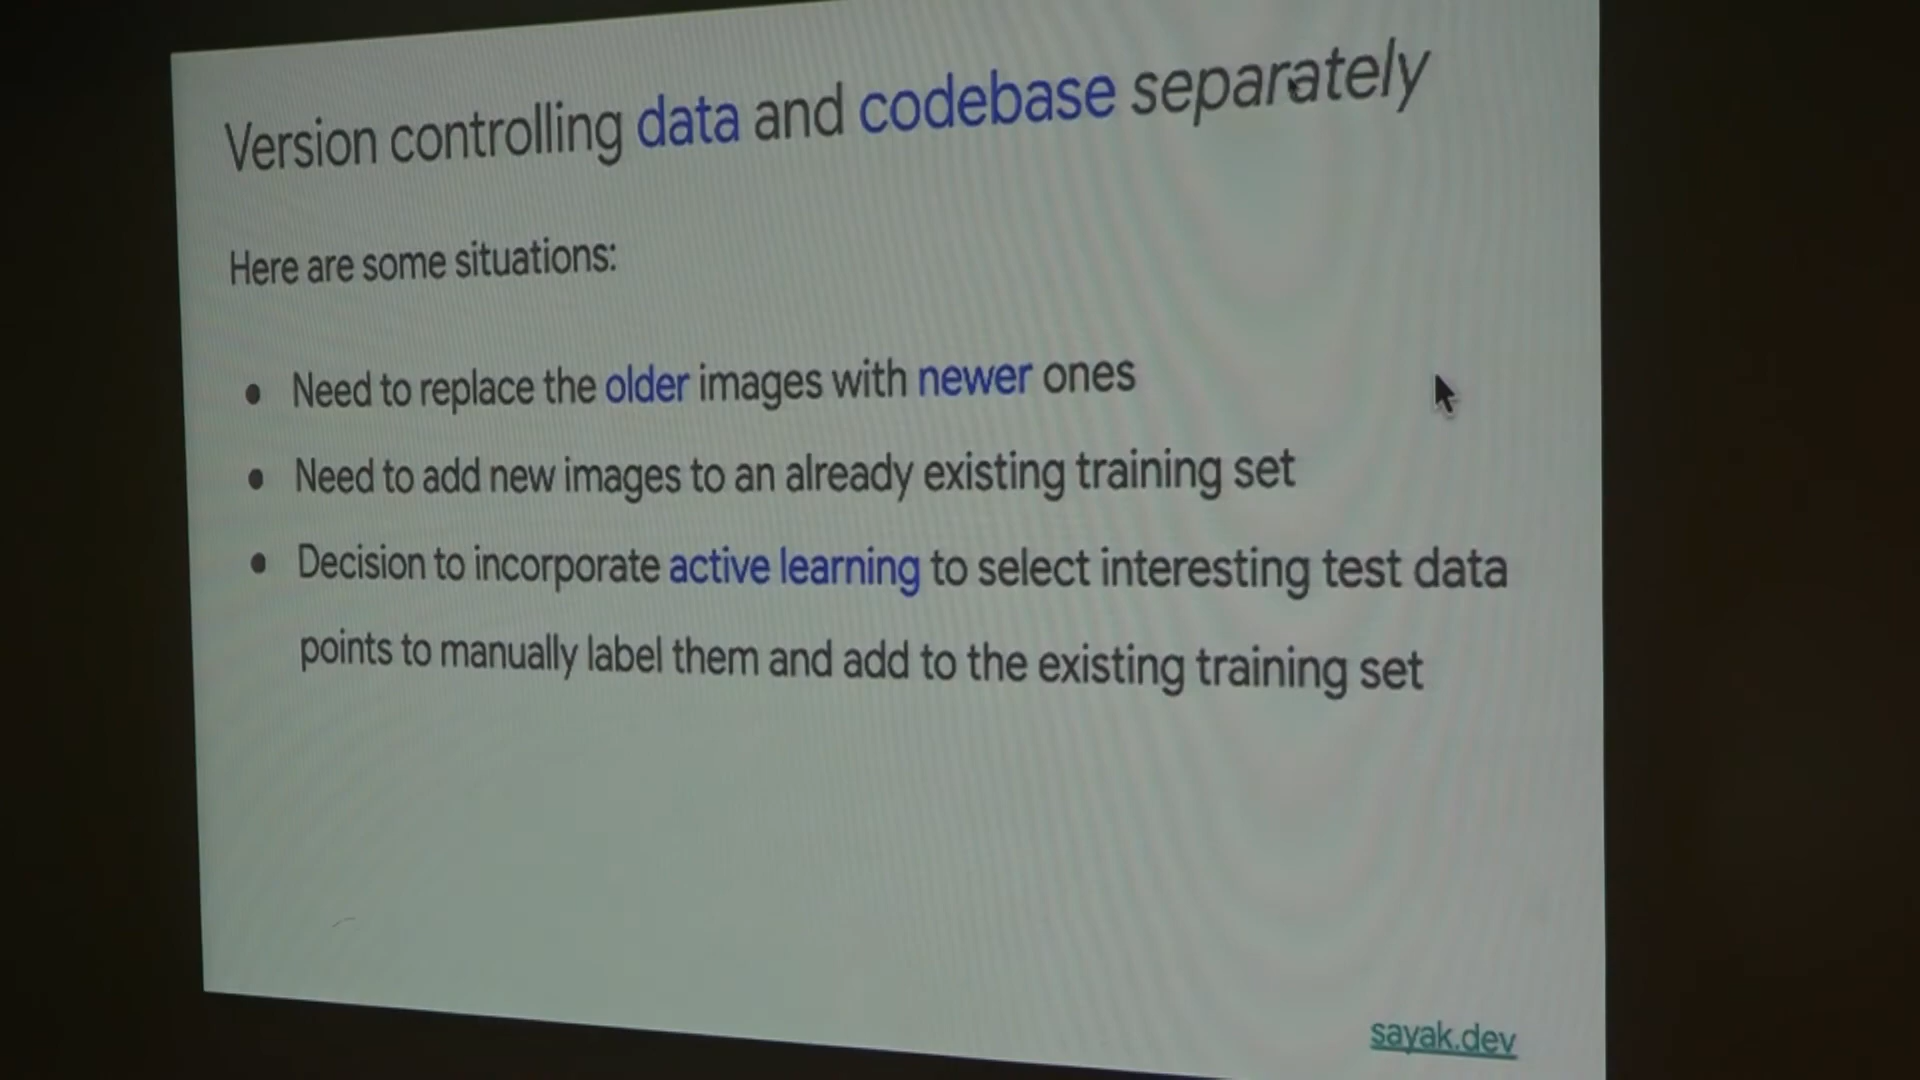 Version controlling data and codebase separately
Here are some situations:
● Need to replace the older images with newer ones
● Need to add new images to an already existing training set
● Decision to incorporate active learning to select interesting test data
points to manually label them and add to the existing training set
sayak.dev